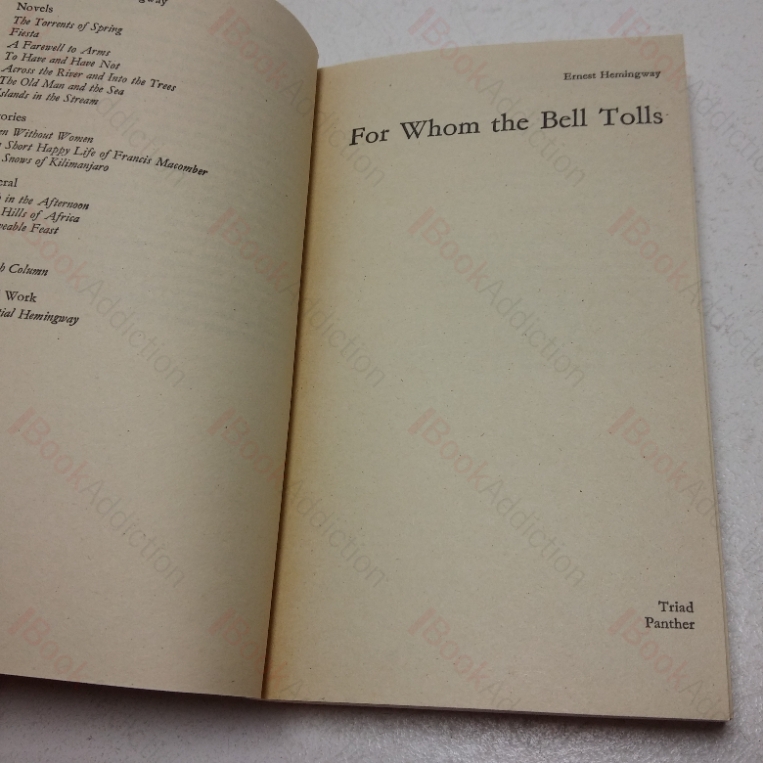 Novels
The Torrents of Spring
Fiesta
A Farewell to Arms
To Have and Have Not
Across the River and Into the Trees
The Old Man and the Sea
Islands in the Stream
Without Women
Short Happy Life of Francis Macomber
Snows of Kilimanjaro
in the Afternoon
Hills of Africa
Feast
Column
Work
Hemingway
Ernest Hemingway
For Whom the Bell Tolls
Triad
Panther
BookAddiction